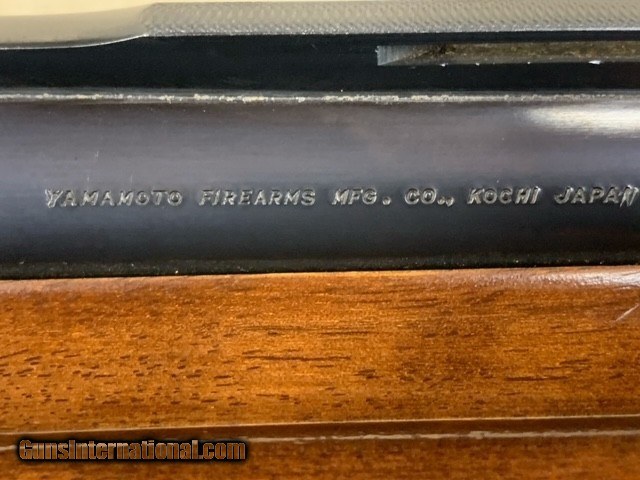 YAMAMOTO FIREARMS MFG. CO., KOCHI JAPAN
GunsInternational.com